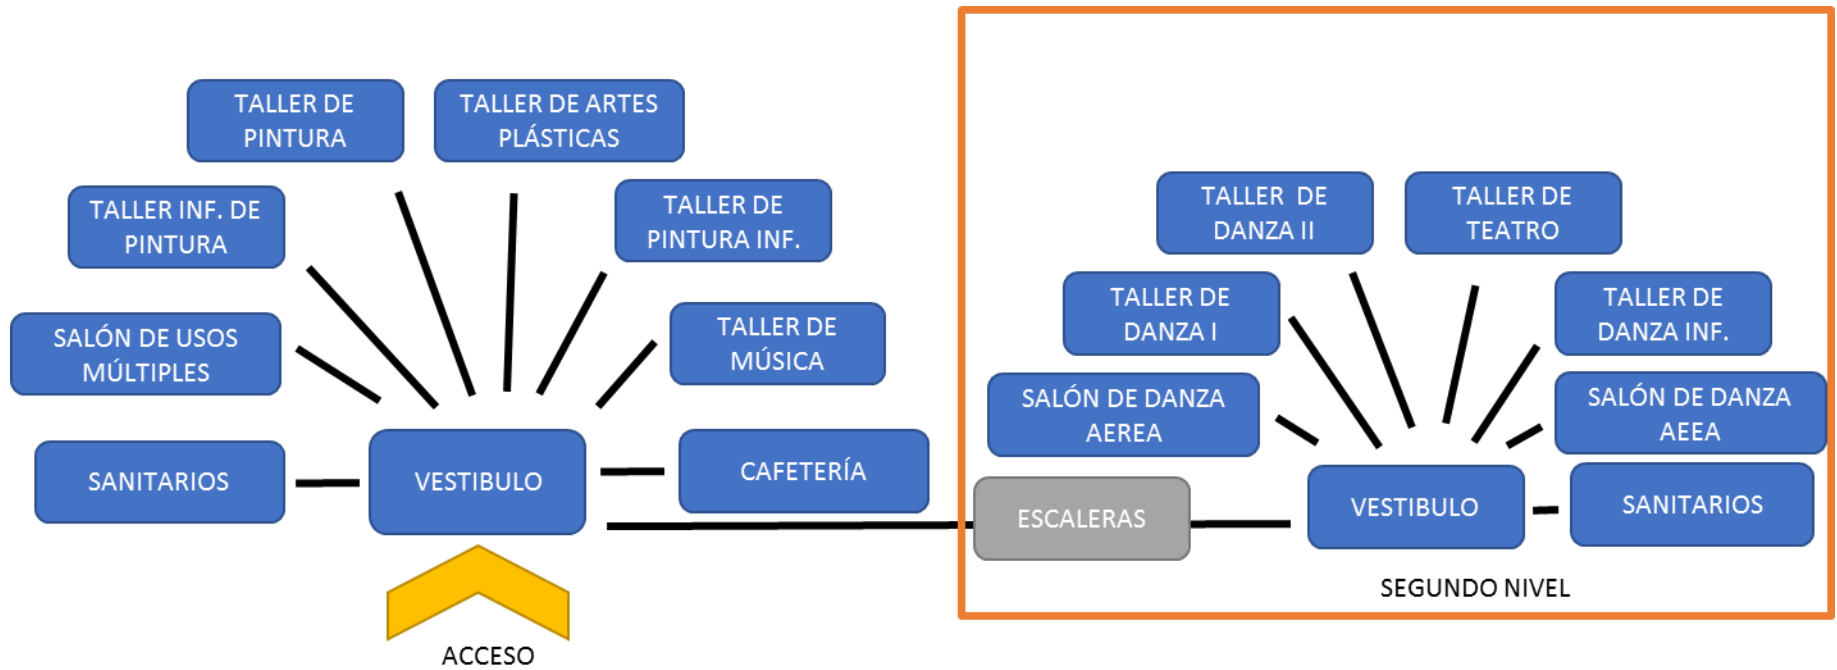 TALLER DE
PINTURA
TALLER DE ARTES
PLÁSTICAS
TALLER INF. DE
PINTURA
TALLER DE
PINTURA INF.
SALÓN DE USOS
MÚLTIPLES
TALLER DE
MÚSICA
SANITARIOS
VESTIBULO
CAFETERÍA
ACCESO
TALLER DE
DANZA II
TALLER DE
TEATRO
TALLER DE
DANZA I
TALLER DE
DANZA INF.
SALÓN DE DANZA
AEREA
SALÓN DE DANZA
AEEA
ESCALERAS
VESTIBULO
SANITARIOS
SEGUNDO NIVEL